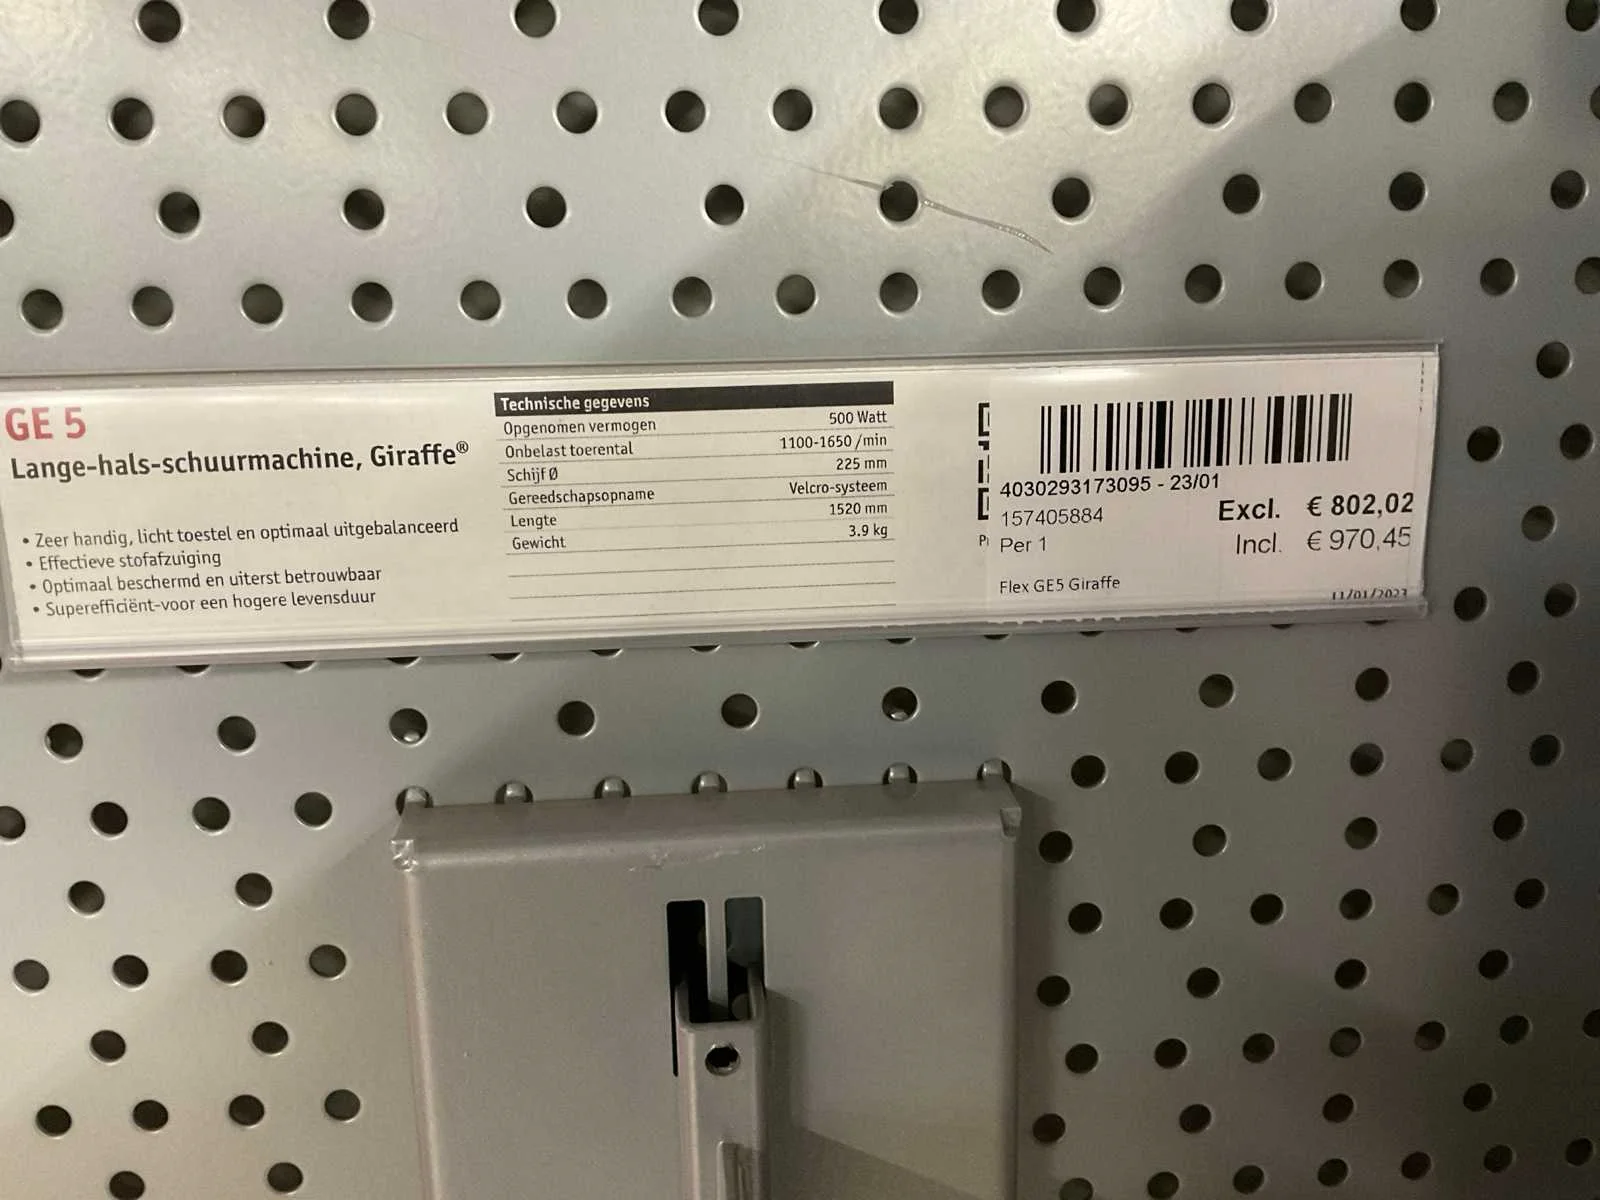 GE 5
Lange-hals-schuurmachine, Giraffe®
• Zeer handig, licht toestel en optimaal uitgebalanceerd
• Effectieve stofafzuiging
• Optimaal beschermd en uiterst betrouwbaar
• Superefficiënt-voor een hogere levensduur
Technische gegevens
Opgenomen vermogen 500 Watt
Onbelast toerental 1100-1650 /min
Schijf Ø 225 mm
Gereedschapsopname Velcro-systeem
Lengte 1520 mm
Gewicht 3.9 kg
4030293173095 - 23/01
157405884
Per 1
Excl. € 802,02
Incl. € 970,45
Flex GE5 Giraffe
11/01/2023